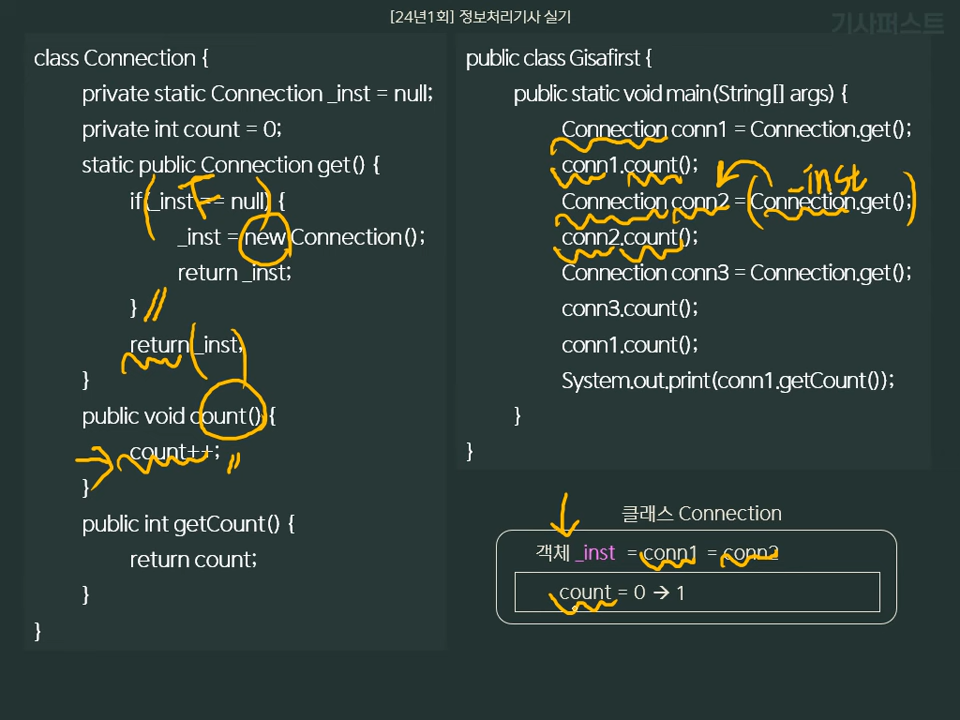 [24년1회] 정보처리기사 실기
기사퍼스트
class Connection {
private static Connection _inst = null;
private int count = 0;
static public Connection get() {
if(_inst == null) {
_inst = new Connection();
return _inst;
}
return _inst;
}
public void count() {
count++;
}
public int getCount() {
return count;
}
}
F
public class Gisafirst {
public static void main(String[] args) {
Connection conn1 = Connection.get();
conn1.count();
Connection conn2 = Connection.get();
conn2.count();
Connection conn3 = Connection.get();
conn3.count();
conn1.count();
System.out.print(conn1.getCount());
}
}
_inst
클래스 Connection
객체 _inst = conn1 = conn2
count = 0 → 1